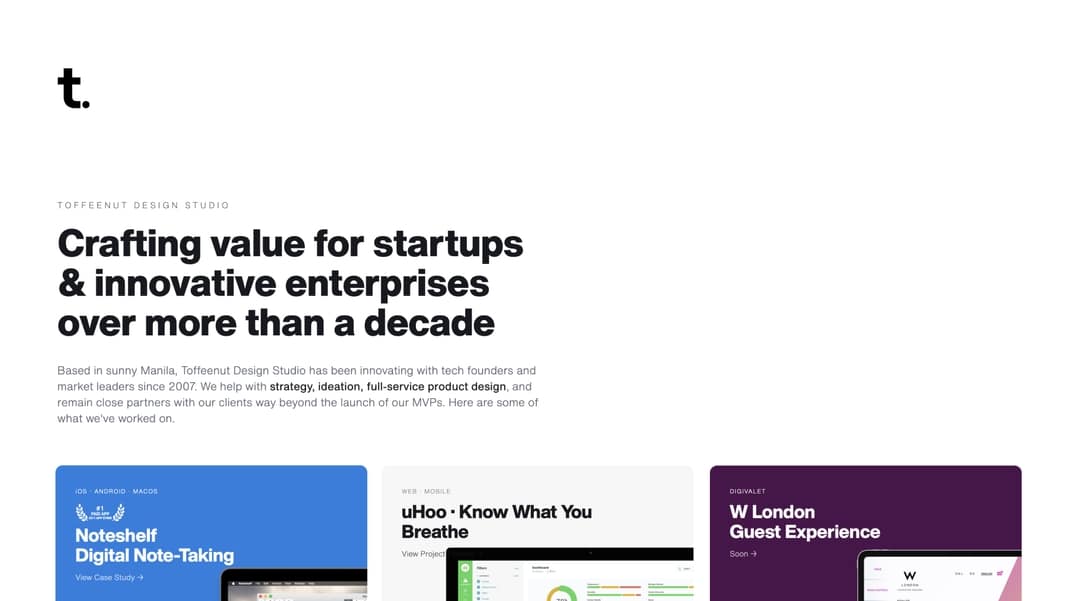 t.
TOFFEENUT DESIGN STUDIO
Crafting value for startups
& innovative enterprises
over more than a decade
Based in sunny Manila, Toffeenut Design Studio has been innovating with tech founders and
market leaders since 2007. We help with strategy, ideation, full-service product design, and
remain close partners with our clients way beyond the launch of our MVPs. Here are some of
what we've worked on.
iOS · ANDROID · MACOS
#1
PAID APP
Noteshelf
Digital Note-Taking
View Case Study →
WEB · MOBILE
uHoo · Know What You
Breathe
View Project
Filters
Dashboard
DIGIVALET
W London
Guest Experience
Soon →
W
LONDON